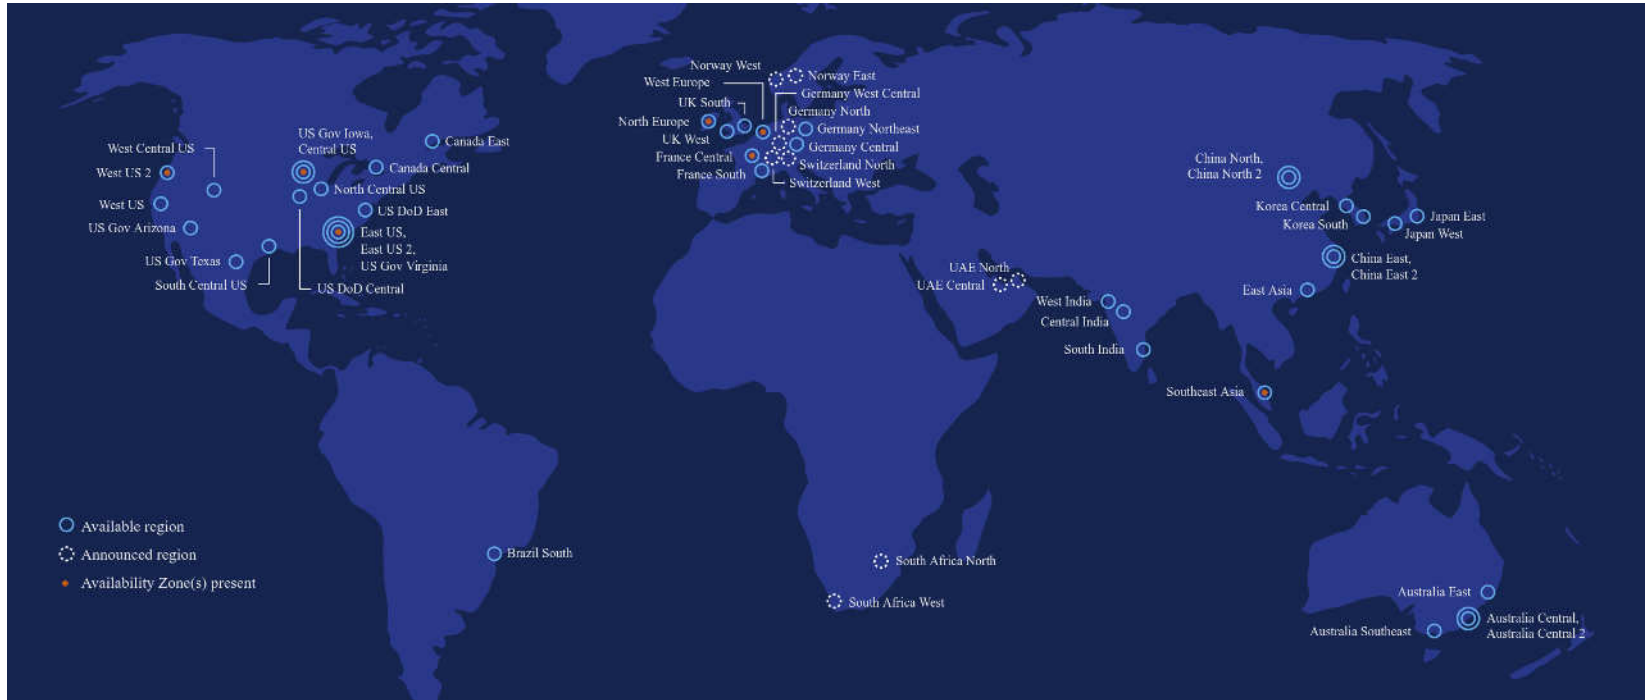 Norway West
Norway East
West Europe
Germany West Central
UK South
Germany North
North Europe
Germany Northeast
UK West
Germany Central
France Central
Switzerland North
France South
Switzerland West
US Gov Iowa,
Central US
Canada East
West Central US
Canada Central
West US 2
North Central US
West US
US DoD East
US Gov Arizona
East US,
East US 2,
US Gov Virginia
US Gov Texas
South Central US
US DoD Central
China North,
China North 2
Korea Central
Korea South
Japan East
Japan West
China East,
China East 2
East Asia
UAE North
UAE Central
West India
Central India
South India
Southeast Asia
Available region
Announced region
Availability Zone(s) present
Brazil South
South Africa North
South Africa West
Australia East
Australia Central,
Australia Central 2
Australia Southeast